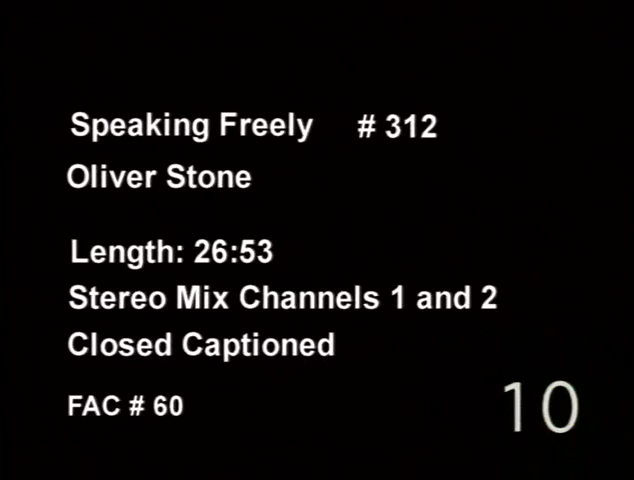 Speaking Freely # 312
Oliver Stone
Length: 26:53
Stereo Mix Channels 1 and 2
Closed Captioned
FAC # 60
10